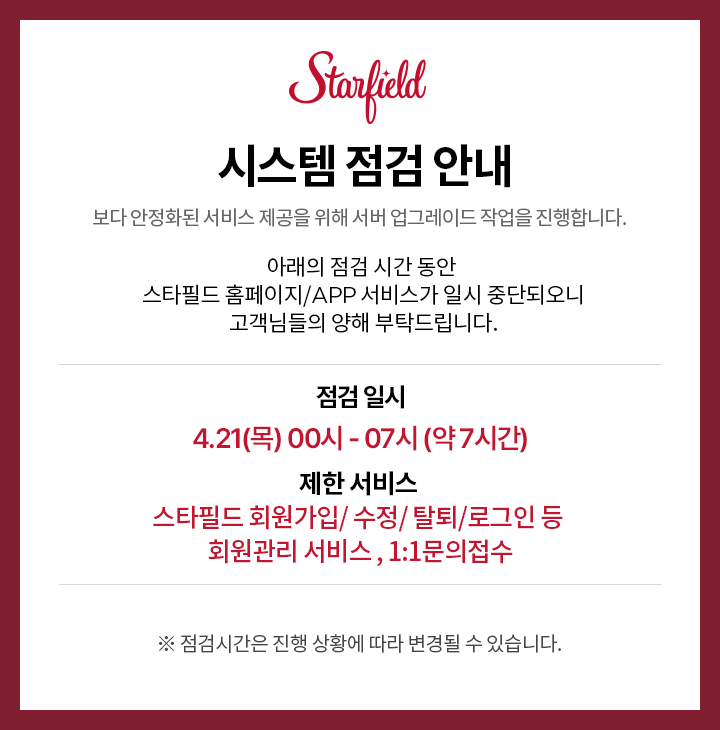 Starfield
시스템 점검 안내
보다 안정화된 서비스 제공을 위해 서버 업그레이드 작업을 진행합니다.
아래의 점검 시간 동안
스타필드 홈페이지/APP 서비스가 일시 중단되오니
고객님들의 양해 부탁드립니다.
점검 일시
4.21(목) 00시 - 07시 (약 7시간)
제한 서비스
스타필드 회원가입/ 수정/ 탈퇴/로그인 등
회원관리 서비스 , 1:1문의접수
※ 점검시간은 진행 상황에 따라 변경될 수 있습니다.